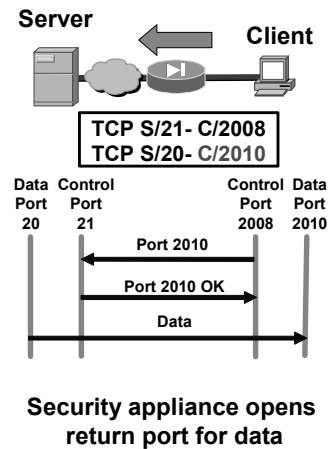 Server
Client
TCP S/21- C/2008
TCP S/20- C/2010
Data Control Control Data
Port Port Port Port
20 21 2008 2010
Port 2010
Port 2010 OK
Data
Security appliance opens
return port for data